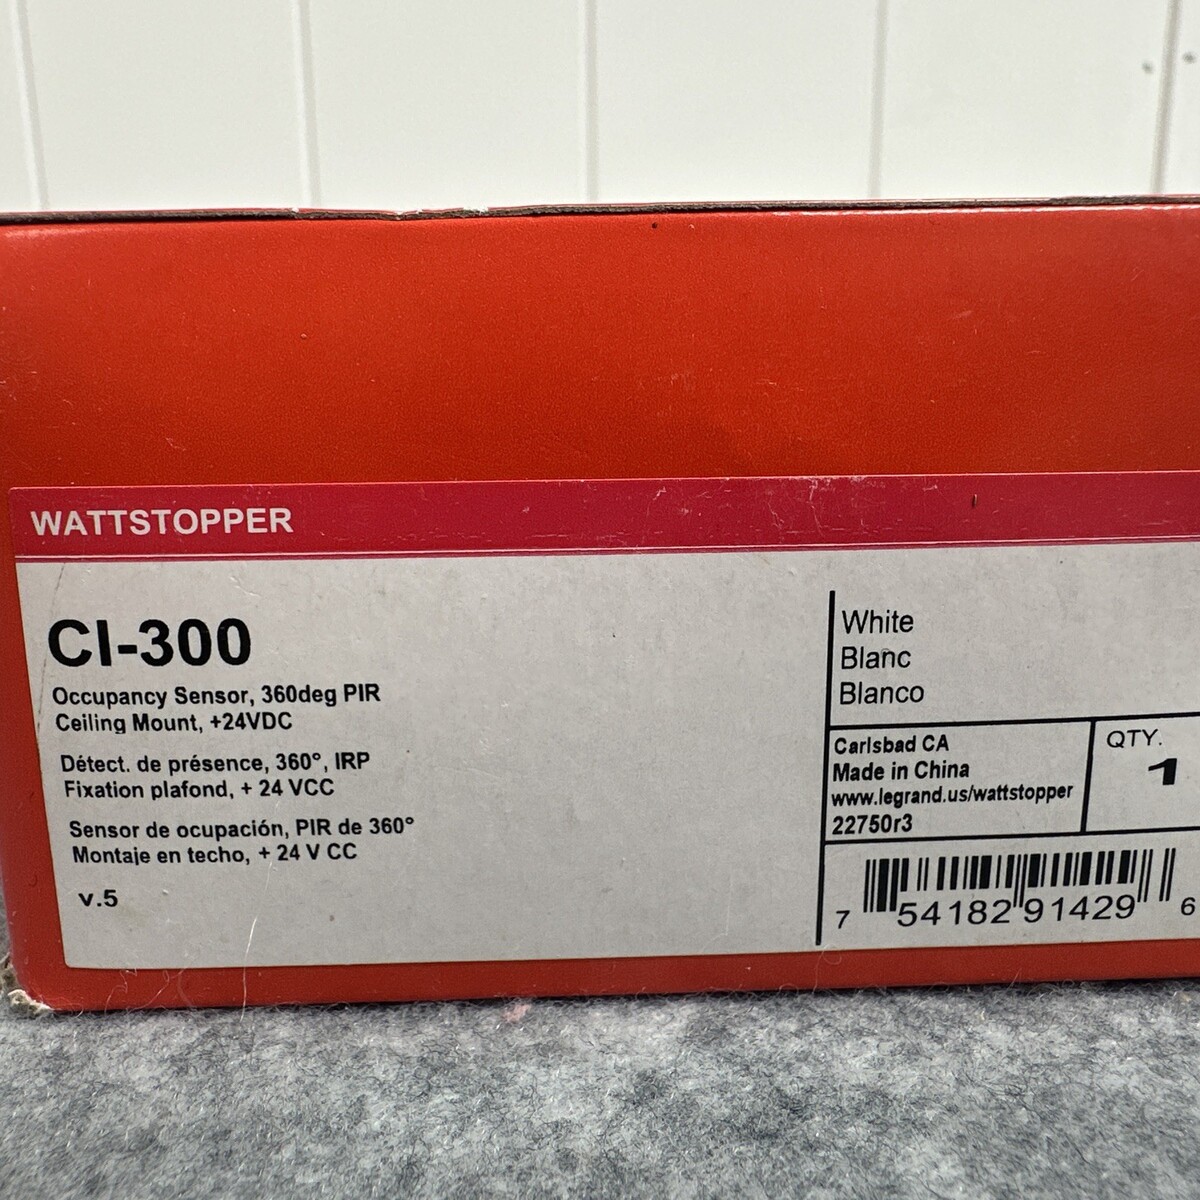 WATTSTOPPER
CI-300
Occupancy Sensor, 360deg PIR
Ceiling Mount, +24VDC
Détect. de présence, 360°, IRP
Fixation plafond, + 24 VCC
Sensor de ocupación, PIR de 360°
Montaje en techo, + 24 V CC
v.5
White
Blanc
Blanco
Carlsbad CA
Made in China
www.legrand.us/wattstopper
22750r3
QTY.
1
7 54182 91429 6